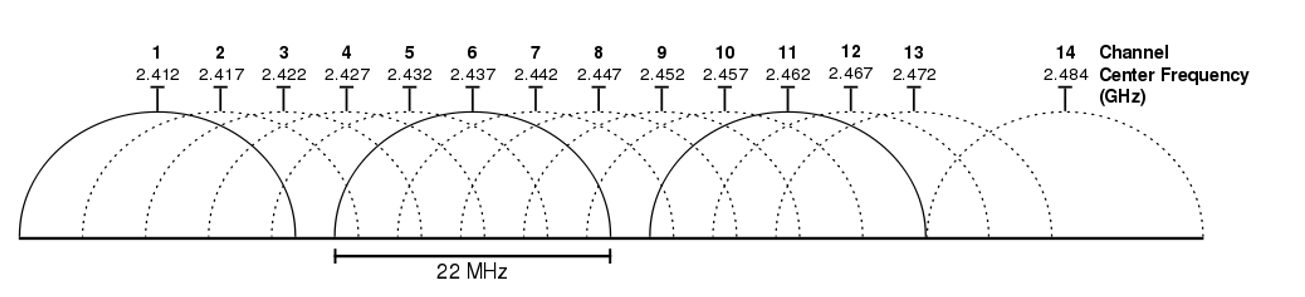 1 2 3 4 5 6 7 8 9 10 11 12 13 14 Channel
2.412 2.417 2.422 2.427 2.432 2.437 2.442 2.447 2.452 2.457 2.462 2.467 2.472 2.484 Center Frequency
(GHz)
22 MHz